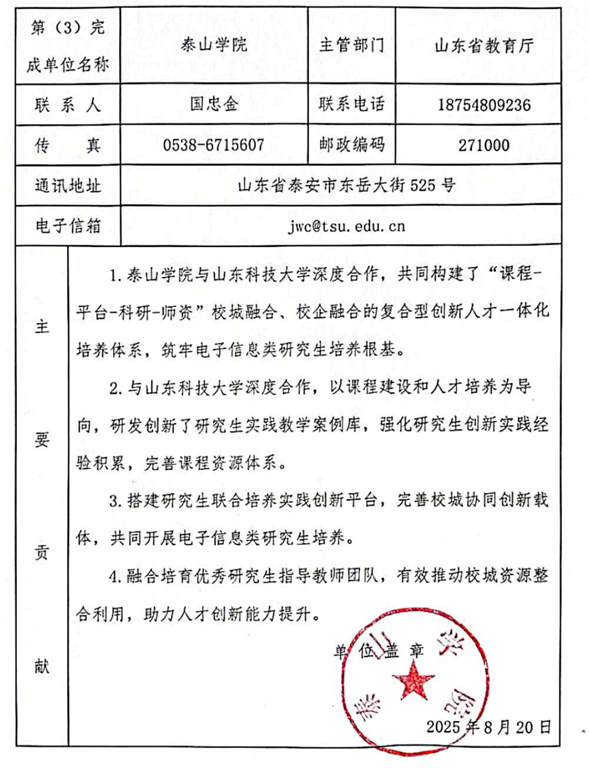 第（3）完成单位名称 泰山学院 主管部门 山东省教育厅
联系人 国忠金 联系电话 18754809236
传真 0538-6715607 邮政编码 271000
通讯地址 山东省泰安市东岳大街 525 号
电子信箱 jwc@tsu.edu.cn
主要贡献
1.泰山学院与山东科技大学深度合作，共同构建了“课程-
平台-科研-师资”校城融合、校企融合的复合型创新人才一体化
培养体系，筑牢电子信息类研究生培养根基。
2.与山东科技大学深度合作，以课程建设和人才培养为导
向，研发创新了研究生实践教学案例库，强化研究生创新实践经
验积累，完善课程资源体系。
3.搭建研究生联合培养实践创新平台，完善校城协同创新载
体，共同开展电子信息类研究生培养。
4.融合培育优秀研究生指导教师团队，有效推动校城资源整
合利用，助力人才创新能力提升。
单位盖章
泰山学院
2025 年 8 月 20 日